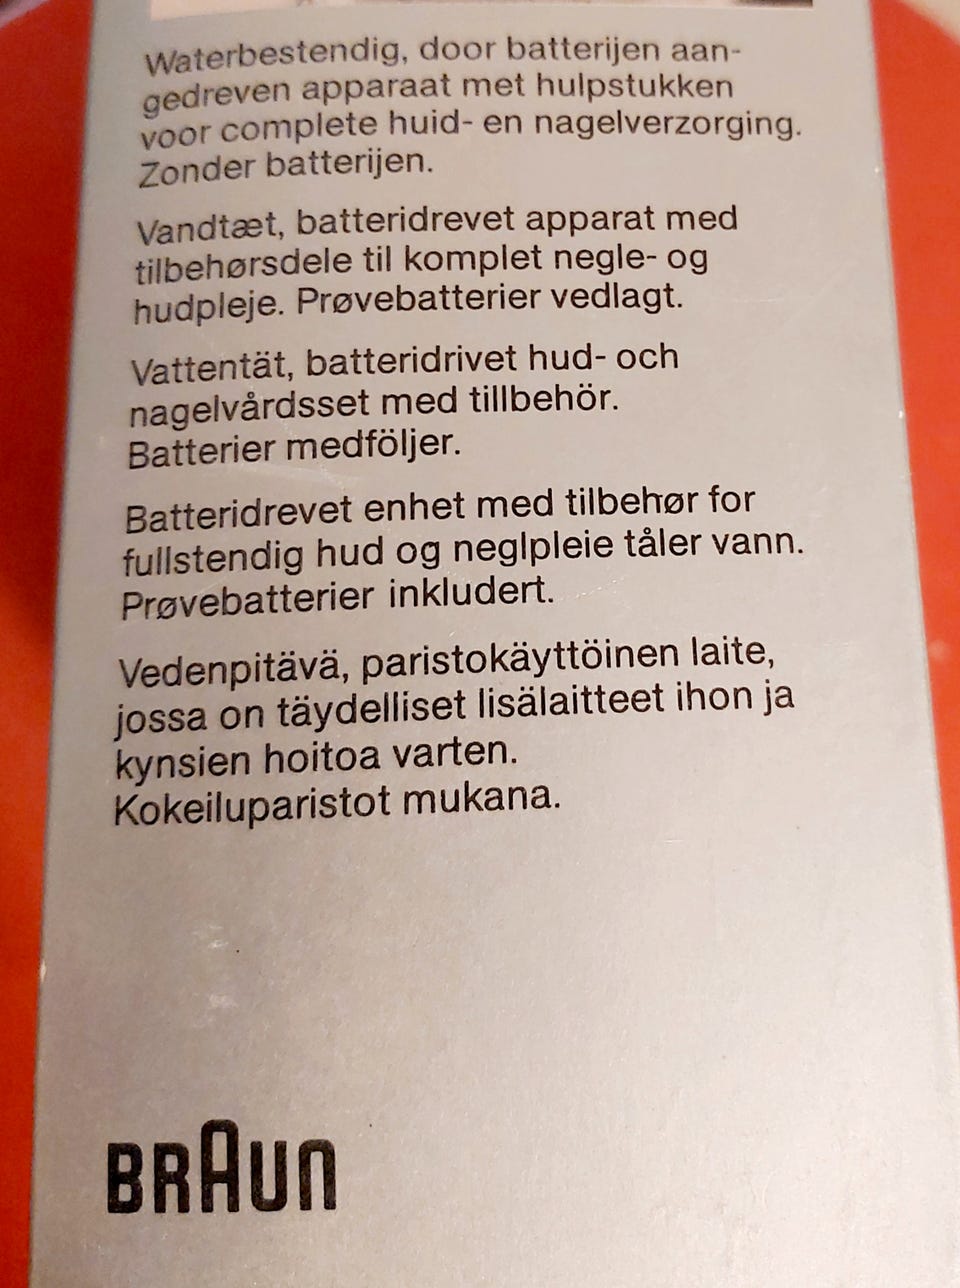 Waterbestendig, door batterijen aan-
gedreven apparaat met hulpstukken
voor complete huid- en nagelverzorging.
Zonder batterijen.
Vandtæt, batteridrevet apparat med
tilbehørsdele til komplet negle- og
hudpleje. Prøvebatterier vedlagt.
Vattentät, batteridrivet hud- och
nagelvårdsset med tillbehör.
Batterier medföljer.
Batteridrevet enhet med tilbehør for
fullstendig hud og neglpleie tåler vann.
Prøvebatterier inkludert.
Vedenpitävä, paristokäyttöinen laite,
jossa on täydelliset lisälaitteet ihon ja
kynsien hoitoa varten.
Kokeiluparistot mukana.
BRAUN